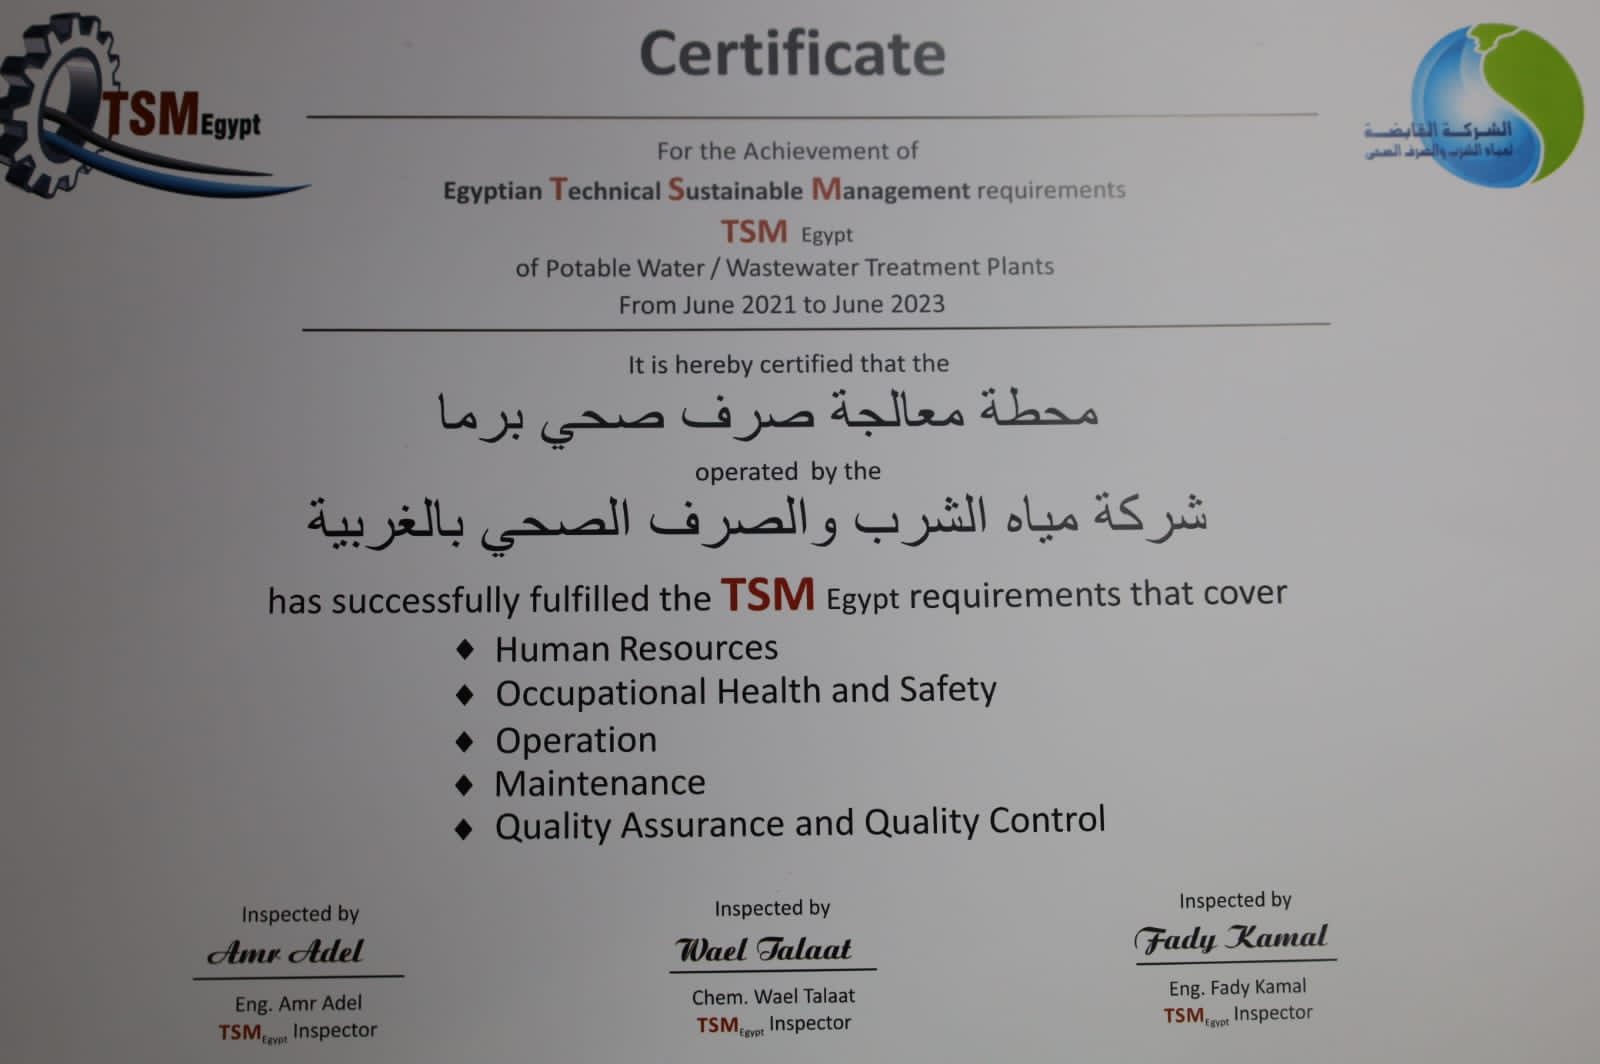 Certificate
TSM Egypt
الشركة القابضة
لمياه الشرب والصرف الصحى
For the Achievement of
Egyptian Technical Sustainable Management requirements
TSM Egypt
of Potable Water / Wastewater Treatment Plants
From June 2021 to June 2023
It is hereby certified that the
محطة معالجة صرف صحي برما
operated by the
شركة مياه الشرب والصرف الصحي بالغربية
has successfully fulfilled the TSM Egypt requirements that cover
♦ Human Resources
♦ Occupational Health and Safety
♦ Operation
♦ Maintenance
♦ Quality Assurance and Quality Control
Inspected by
Amr Adel
Eng. Amr Adel
TSM Egypt Inspector
Inspected by
Wael Talaat
Chem. Wael Talaat
TSM Egypt Inspector
Inspected by
Fady Kamal
Eng. Fady Kamal
TSM Egypt Inspector